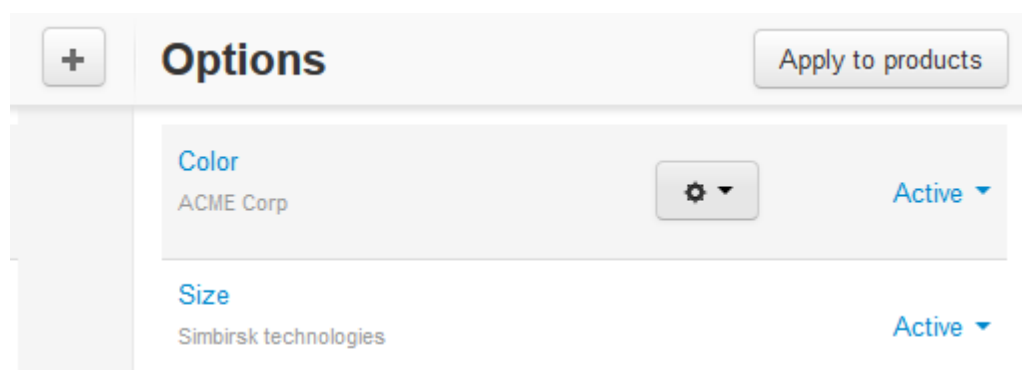 +
Options
Apply to products
Color
ACME Corp
Active
Size
Simbirsk technologies
Active